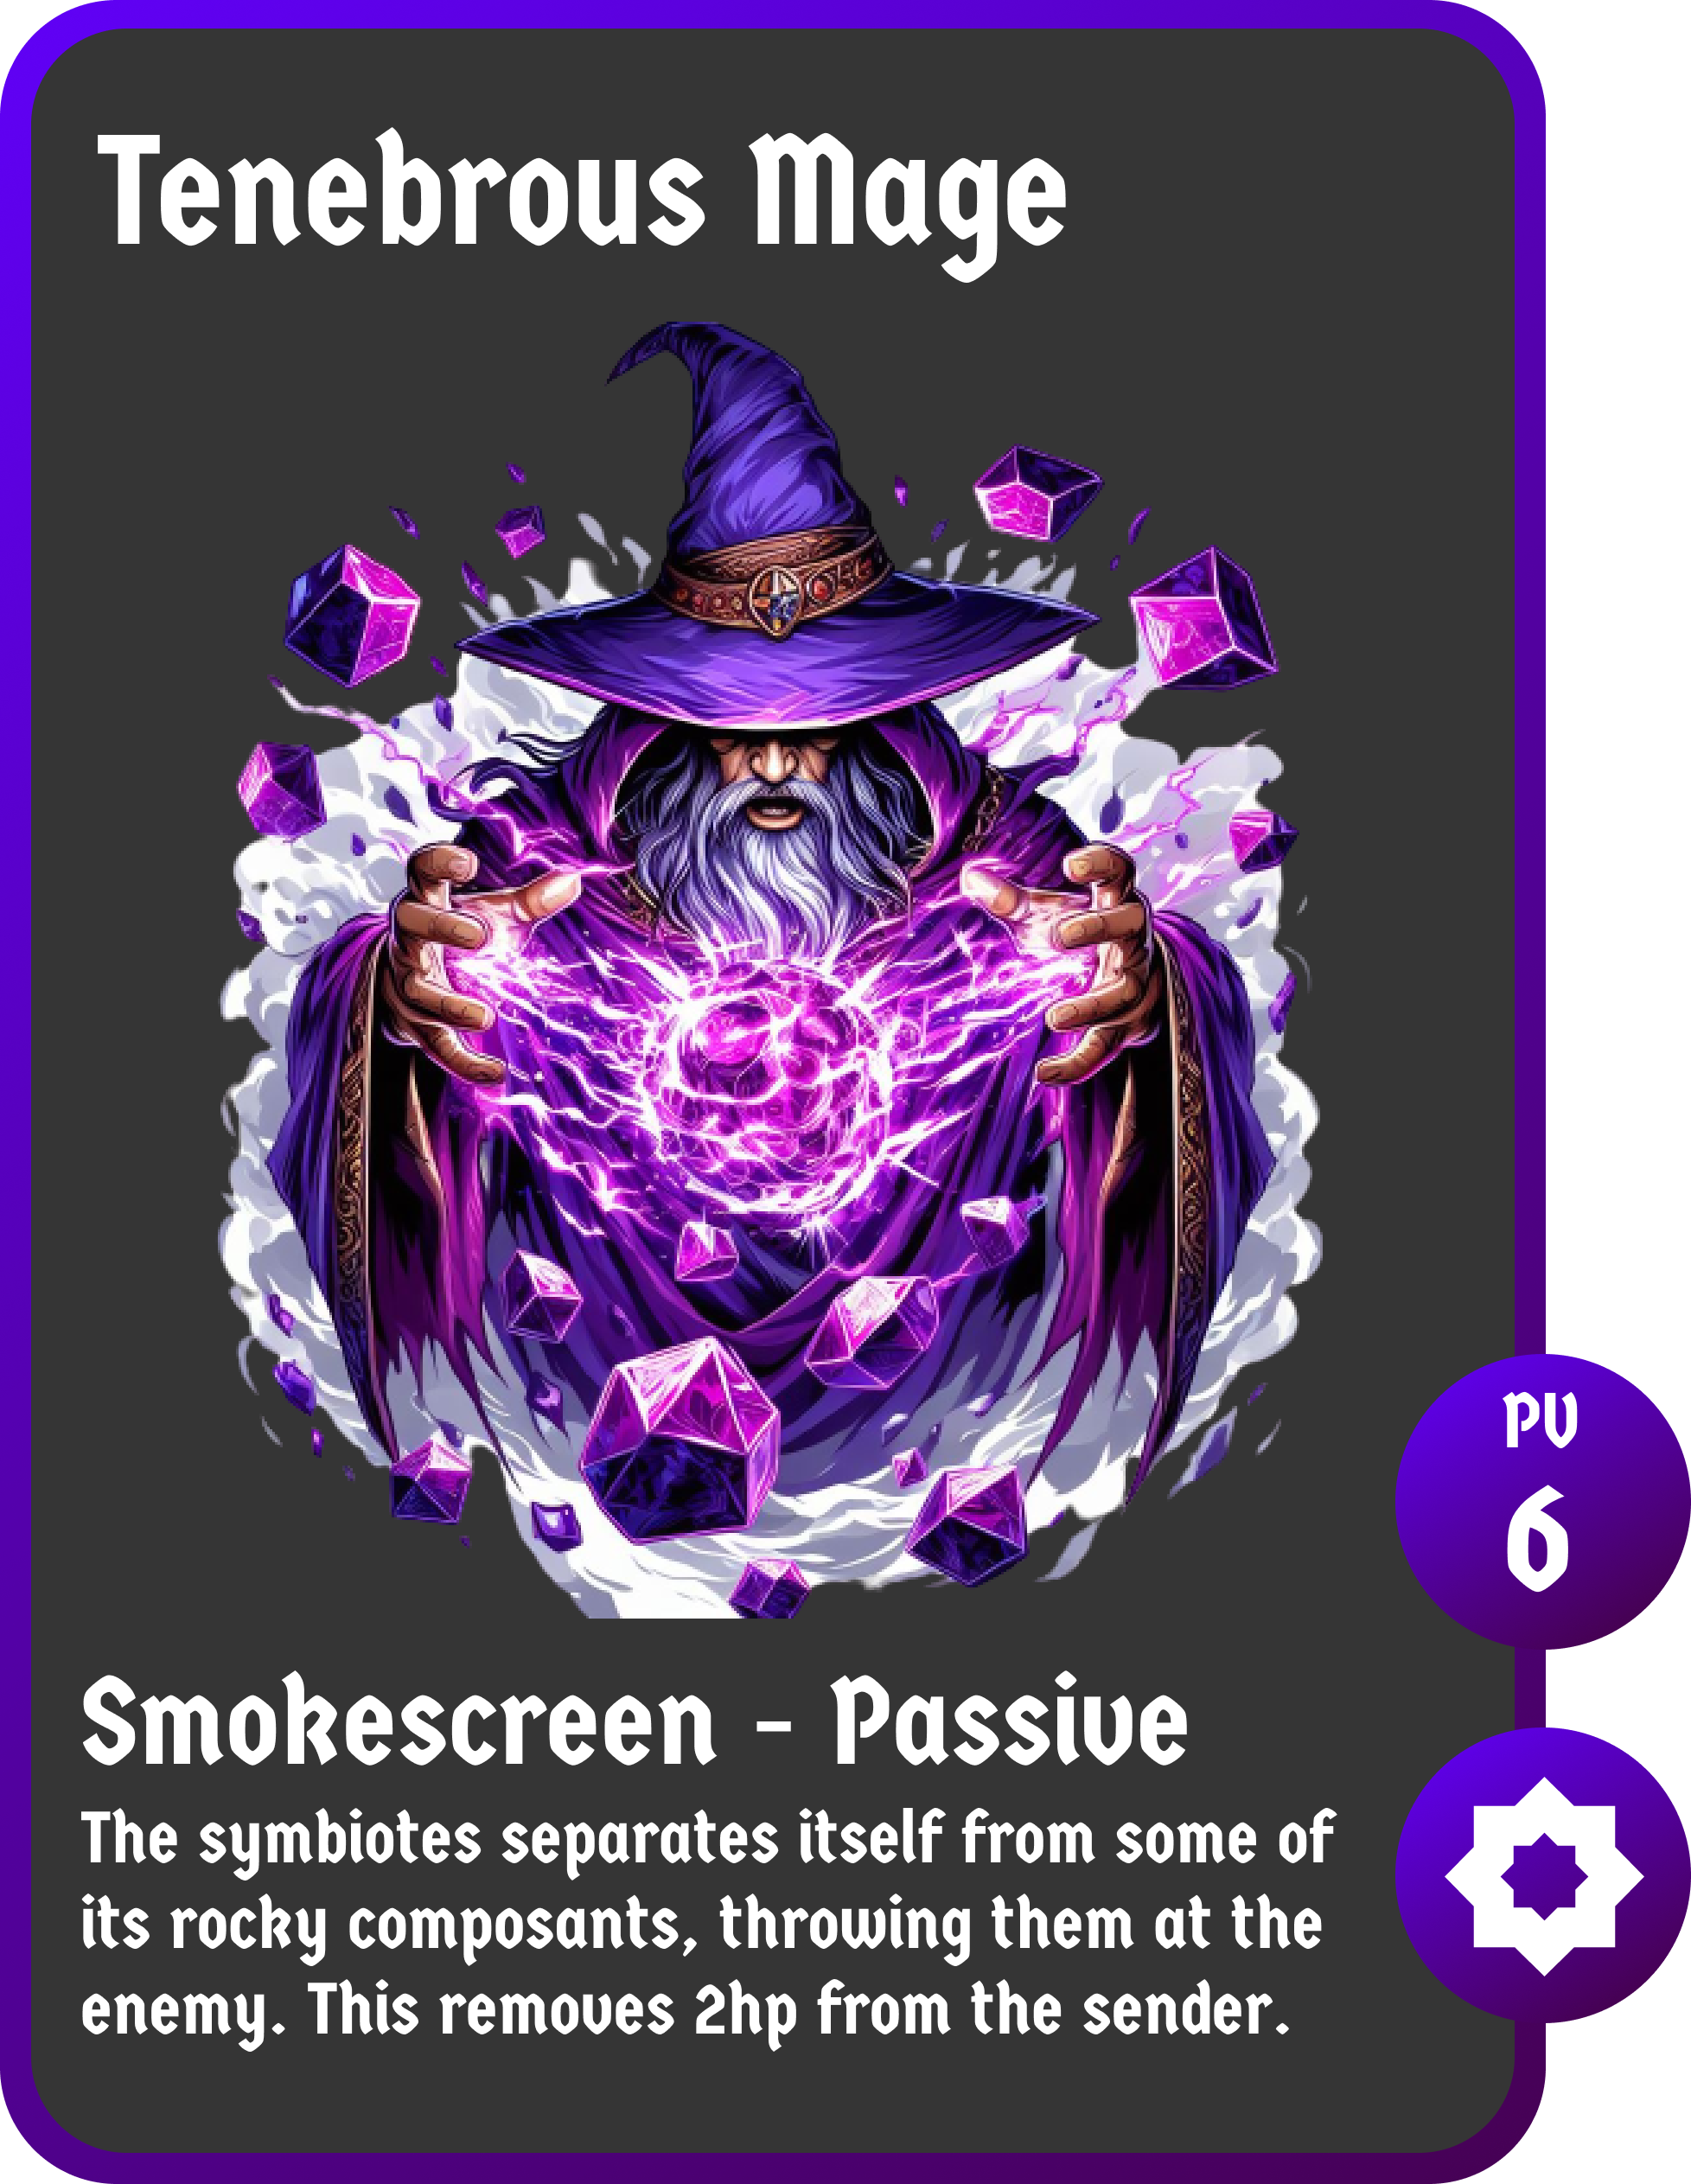 Tenebrous Mage
PV
6
Smokescreen - Passive
The symbiotes separates itself from some of
its rocky composants, throwing them at the
enemy. This removes 2hp from the sender.